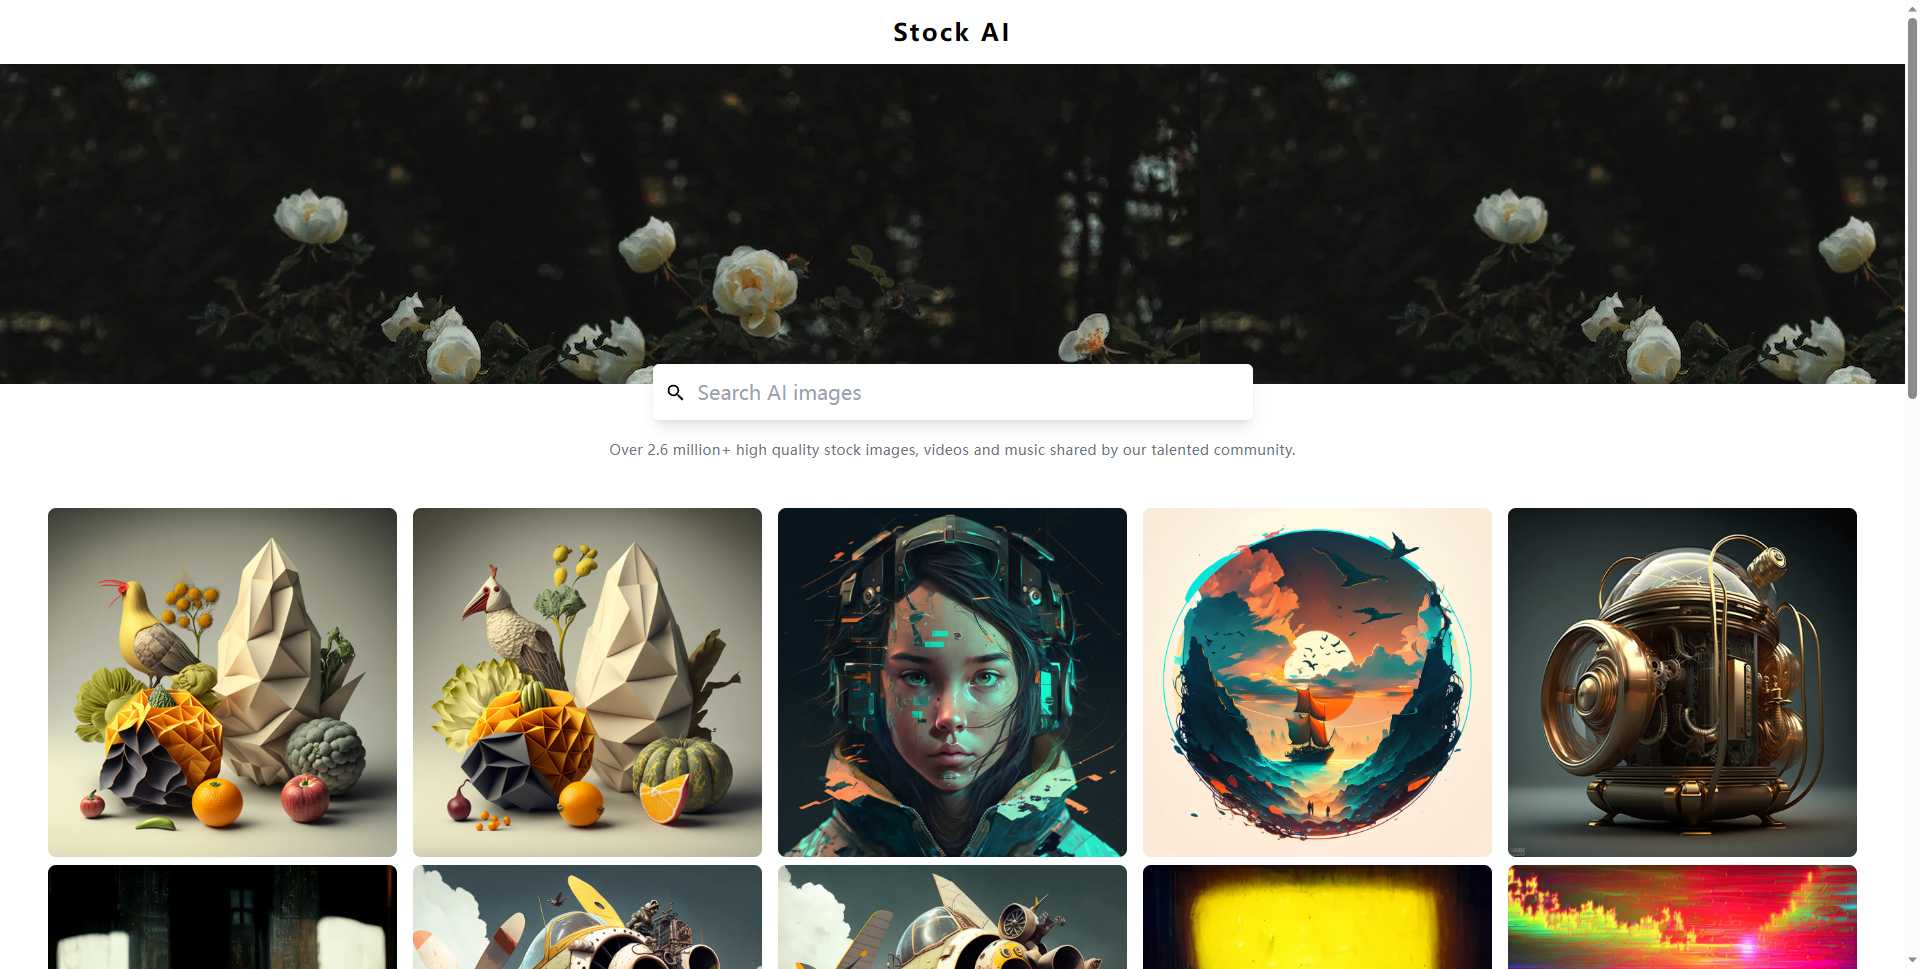 Stock AI
Search AI images
Over 2.6 million+ high quality stock images, videos and music shared by our talented community.